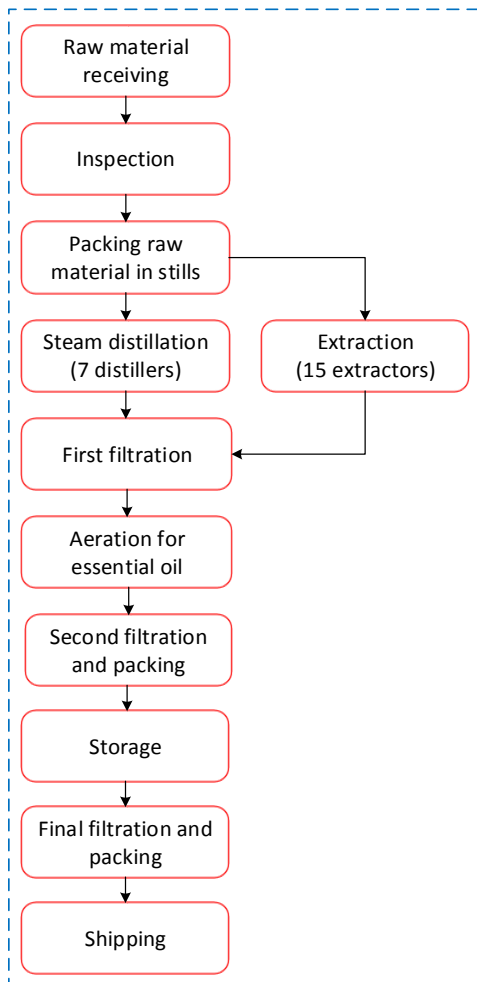 Raw material
receiving
Inspection
Packing raw
material in stills
Steam distillation
(7 distillers)
Extraction
(15 extractors)
First filtration
Aeration for
essential oil
Second filtration
and packing
Storage
Final filtration and
packing
Shipping